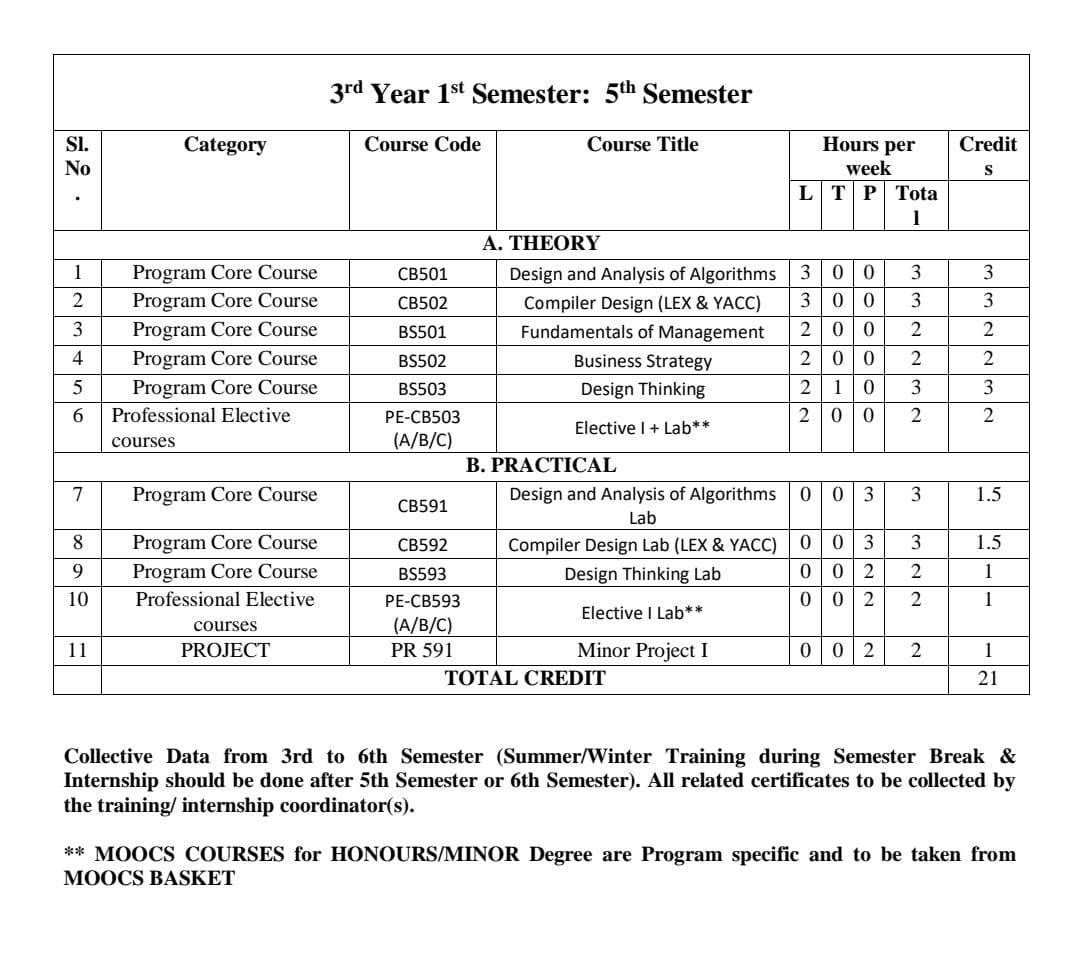 3rd Year 1st Semester: 5th Semester
Sl. No . Category Course Code Course Title Hours per week Credit s
L T P Tota l
A. THEORY
1 Program Core Course CB501 Design and Analysis of Algorithms 3 0 0 3 3
2 Program Core Course CB502 Compiler Design (LEX & YACC) 3 0 0 3 3
3 Program Core Course BS501 Fundamentals of Management 2 0 0 2 2
4 Program Core Course BS502 Business Strategy 2 0 0 2 2
5 Program Core Course BS503 Design Thinking 2 1 0 3 3
6 Professional Elective courses PE-CB503 (A/B/C) Elective I + Lab** 2 0 0 2 2
B. PRACTICAL
7 Program Core Course CB591 Design and Analysis of Algorithms Lab 0 0 3 3 1.5
8 Program Core Course CB592 Compiler Design Lab (LEX & YACC) 0 0 3 3 1.5
9 Program Core Course BS593 Design Thinking Lab 0 0 2 2 1
10 Professional Elective courses PE-CB593 (A/B/C) Elective I Lab** 0 0 2 2 1
11 PROJECT PR 591 Minor Project I 0 0 2 2 1
TOTAL CREDIT 21
Collective Data from 3rd to 6th Semester (Summer/Winter Training during Semester Break &
Internship should be done after 5th Semester or 6th Semester). All related certificates to be collected by
the training/ internship coordinator(s).
** MOOCS COURSES for HONOURS/MINOR Degree are Program specific and to be taken from
MOOCS BASKET